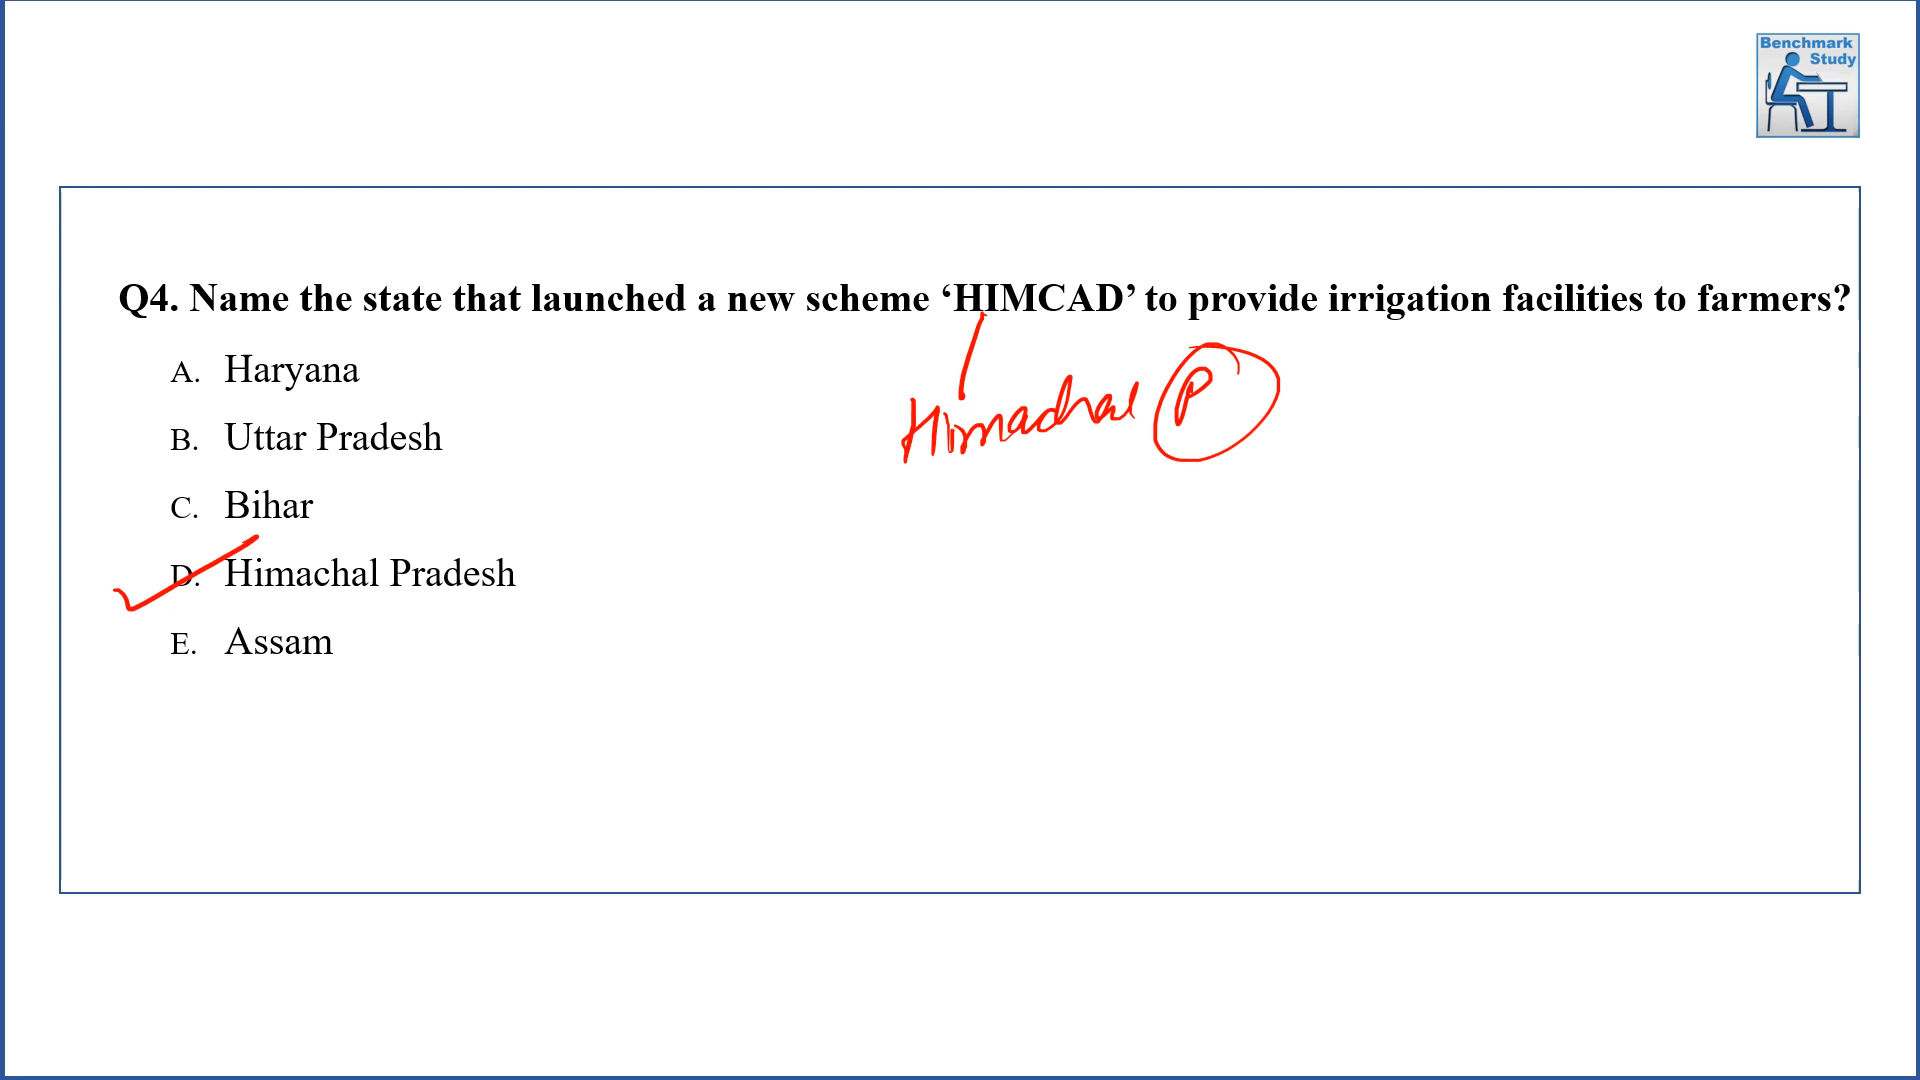 Benchmark
Study
Q4. Name the state that launched a new scheme ‘HIMCAD’ to provide irrigation facilities to farmers?
A. Haryana
Himachal P
B. Uttar Pradesh
C. Bihar
D. Himachal Pradesh
E. Assam